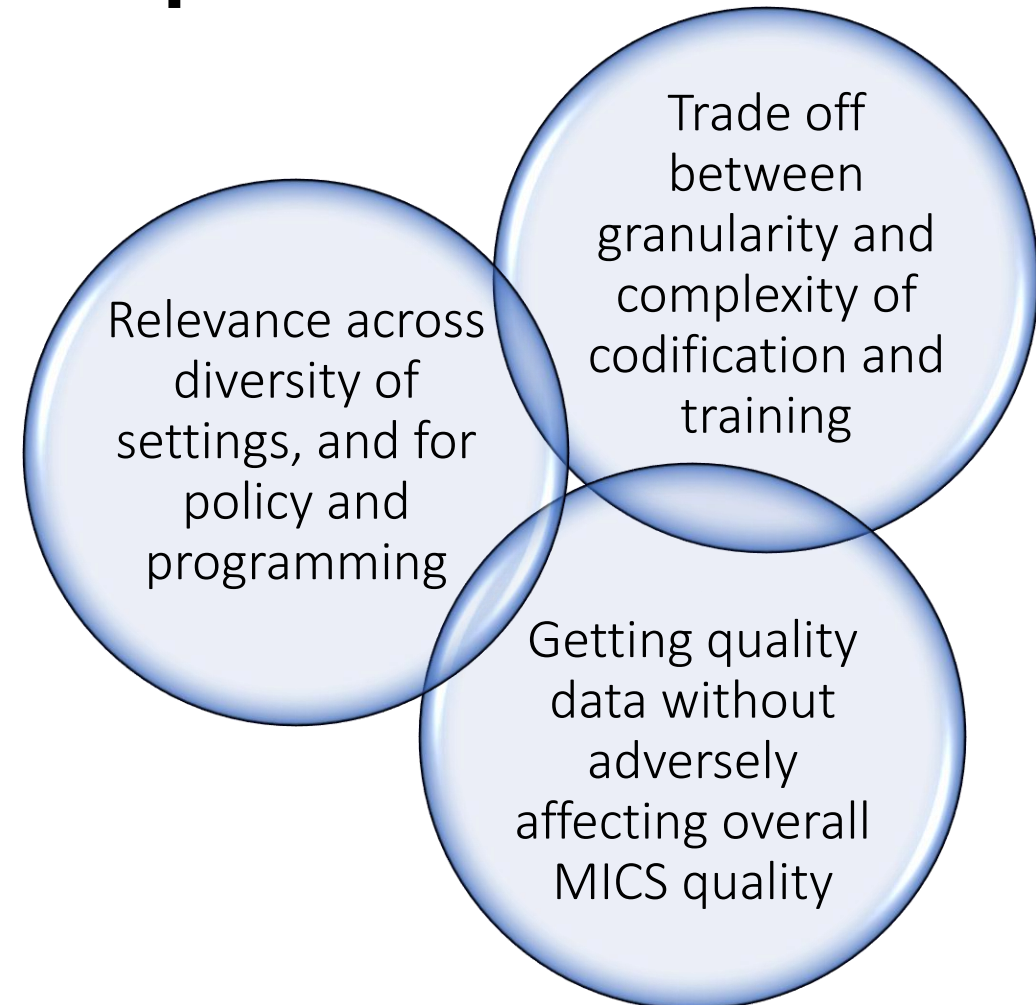 Relevance across
diversity of
settings, and for
policy and
programming
Trade off
between
granularity and
complexity of
codification and
training
Getting quality
data without
adversely
affecting overall
MICS quality